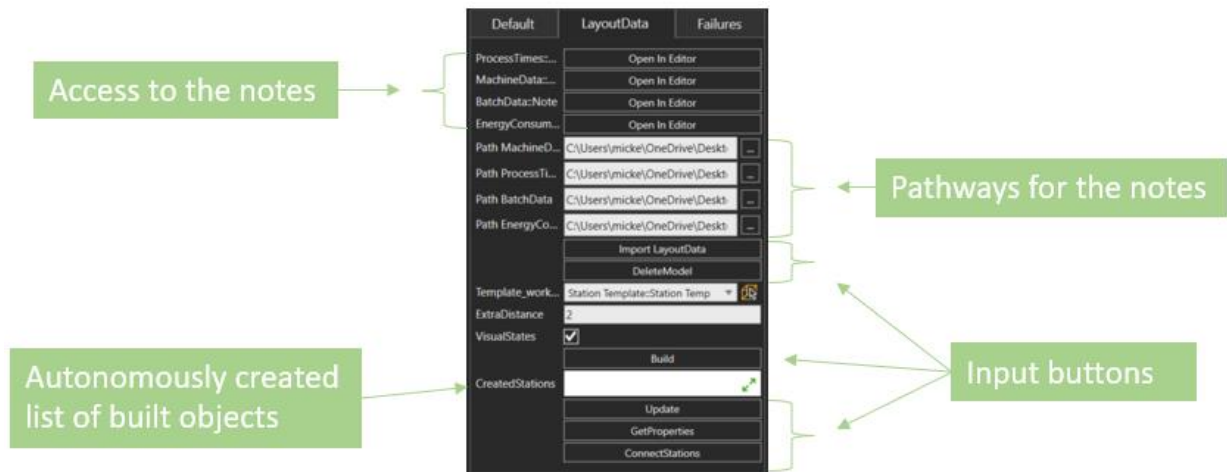 Default LayoutData Failures
ProcessTimes::... Open In Editor
MachineData::... Open In Editor
BatchData::Note Open In Editor
EnergyConsum... Open In Editor
Path MachineD... C:\Users\micke\OneDrive\Deskt ...
Path ProcessTi... C:\Users\micke\OneDrive\Deskt ...
Path BatchData C:\Users\micke\OneDrive\Deskt ...
Path EnergyCo... C:\Users\micke\OneDrive\Deskt ...
Import LayoutData
DeleteModel
Template_work... Station Template::Station Temp
ExtraDistance 2
VisualStates
Build
CreatedStations
Update
GetProperties
ConnectStations
Access to the notes
Pathways for the notes
Autonomously created
list of built objects
Input buttons